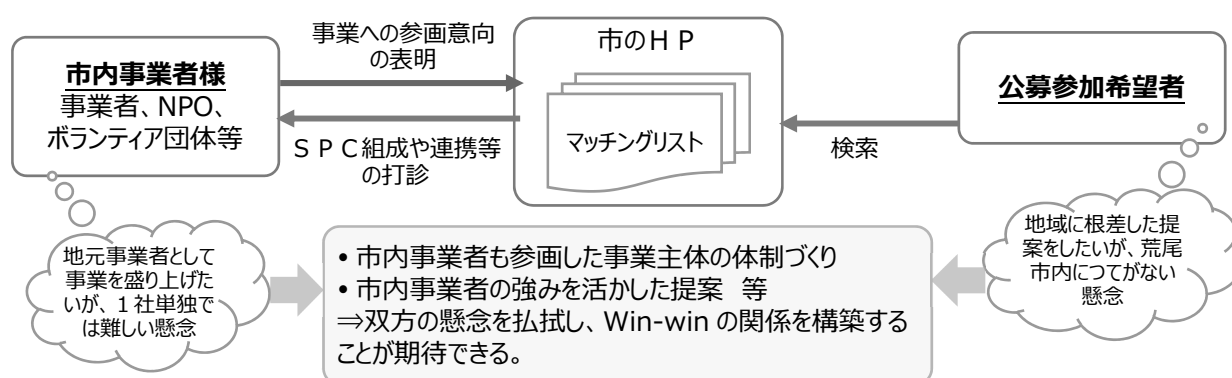 事業への参画意向
の表明
市のＨＰ
市内事業者様
事業者、NPO、
ボランティア団体等
公募参加希望者
マッチングリスト
ＳＰＣ組成や連携等
の打診
検索
地元事業者として
事業を盛り上げた
いが、1 社単独で
は難しい懸念
• 市内事業者も参画した事業主体の体制づくり
• 市内事業者の強みを活かした提案　等
⇒双方の懸念を払拭し、Win-win の関係を構築する
ことが期待できる。
地域に根差した提
案をしたいが、荒尾
市内につてがない
懸念